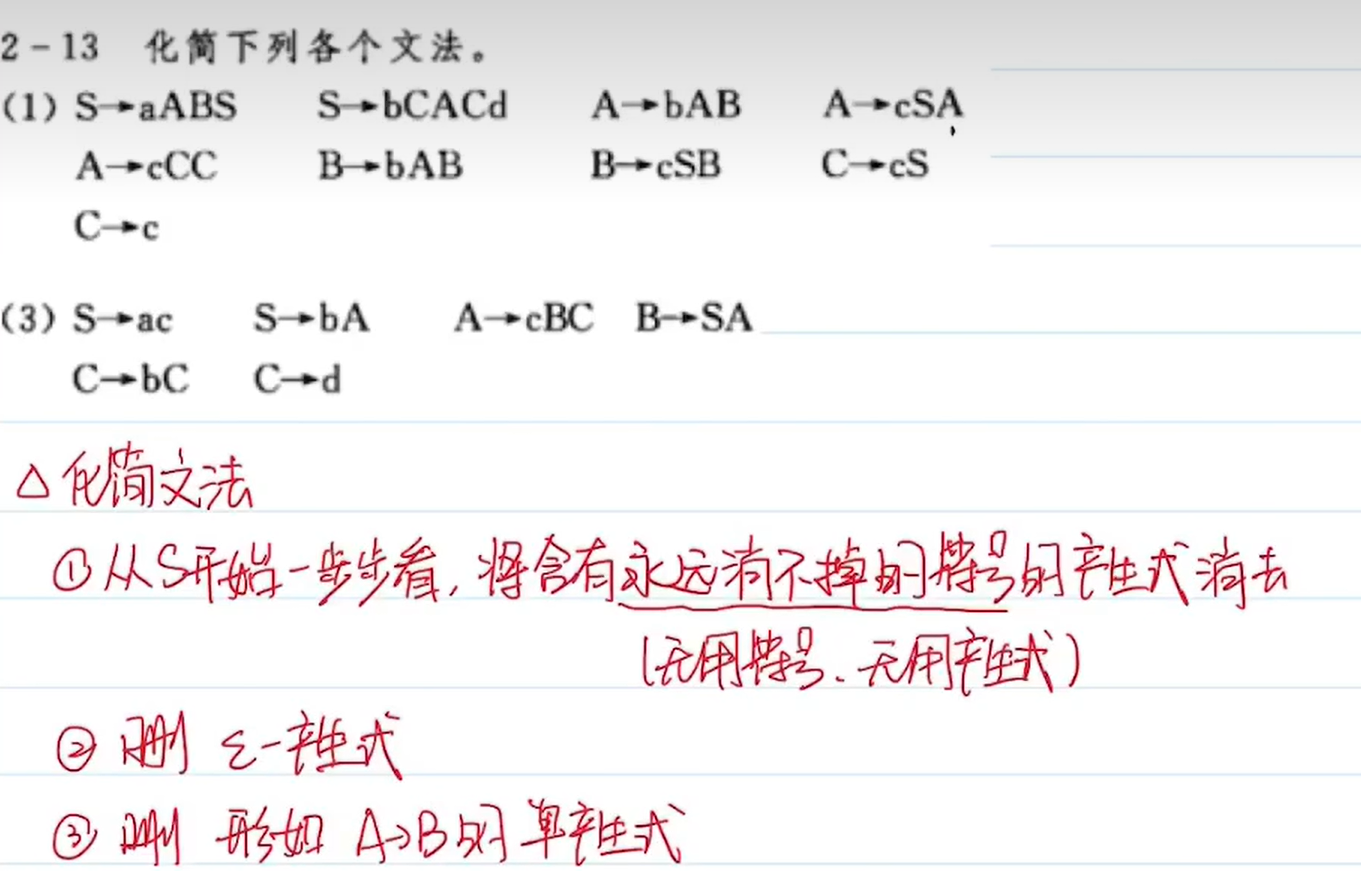 2-13 化简下列各个文法。
(1) S→aABS S→bCACd A→bAB A→cSA
A→cCC B→bAB B→cSB C→cS
C→c
(3) S→ac S→bA A→cBC B→SA
C→bC C→d
△化简文法
①从S开始一步步看,将含有永远消不掉的符号的产生式消去
(无用符号、无用产生式)
② 删 ε-产生式
③ 删 形如 A→B的单产生式